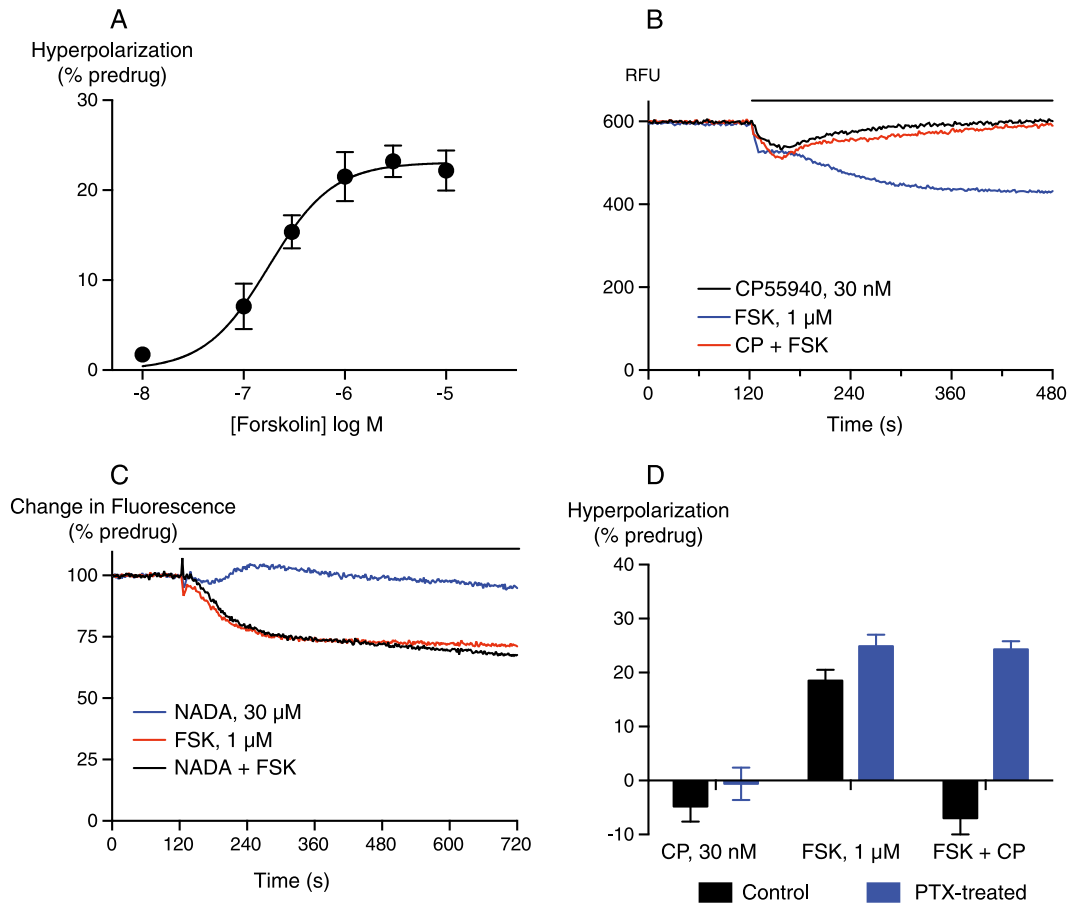 A
Hyperpolarization
(% predrug)
30
20
10
0
-8 -7 -6 -5
[Forskolin] log M
B
RFU
600
400
200
0
CP55940, 30 nM
FSK, 1 µM
CP + FSK
0 120 240 360 480
Time (s)
C
Change in Fluorescence
(% predrug)
100
75
50
25
0
NADA, 30 µM
FSK, 1 µM
NADA + FSK
0 120 240 360 480 600 720
Time (s)
D
Hyperpolarization
(% predrug)
40
30
20
10
0
-10
CP, 30 nM FSK, 1 µM FSK + CP
Control PTX-treated